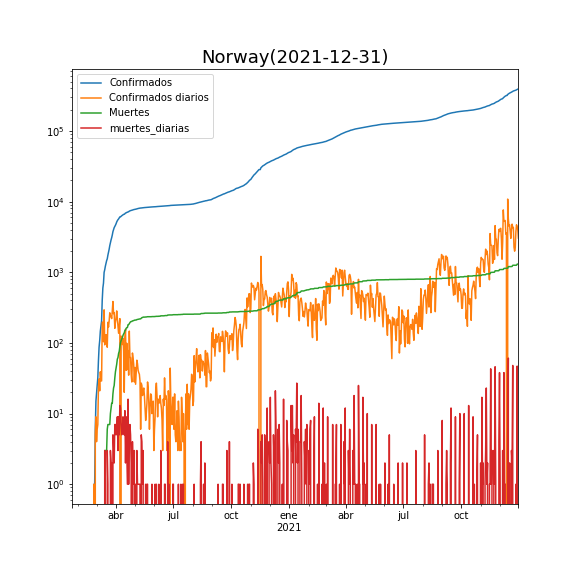 Norway(2021-12-31)
Confirmados
Confirmados diarios
Muertes
muertes_diarias
10⁵
10⁴
10³
10²
10¹
10⁰
abr jul oct ene abr jul oct
2021